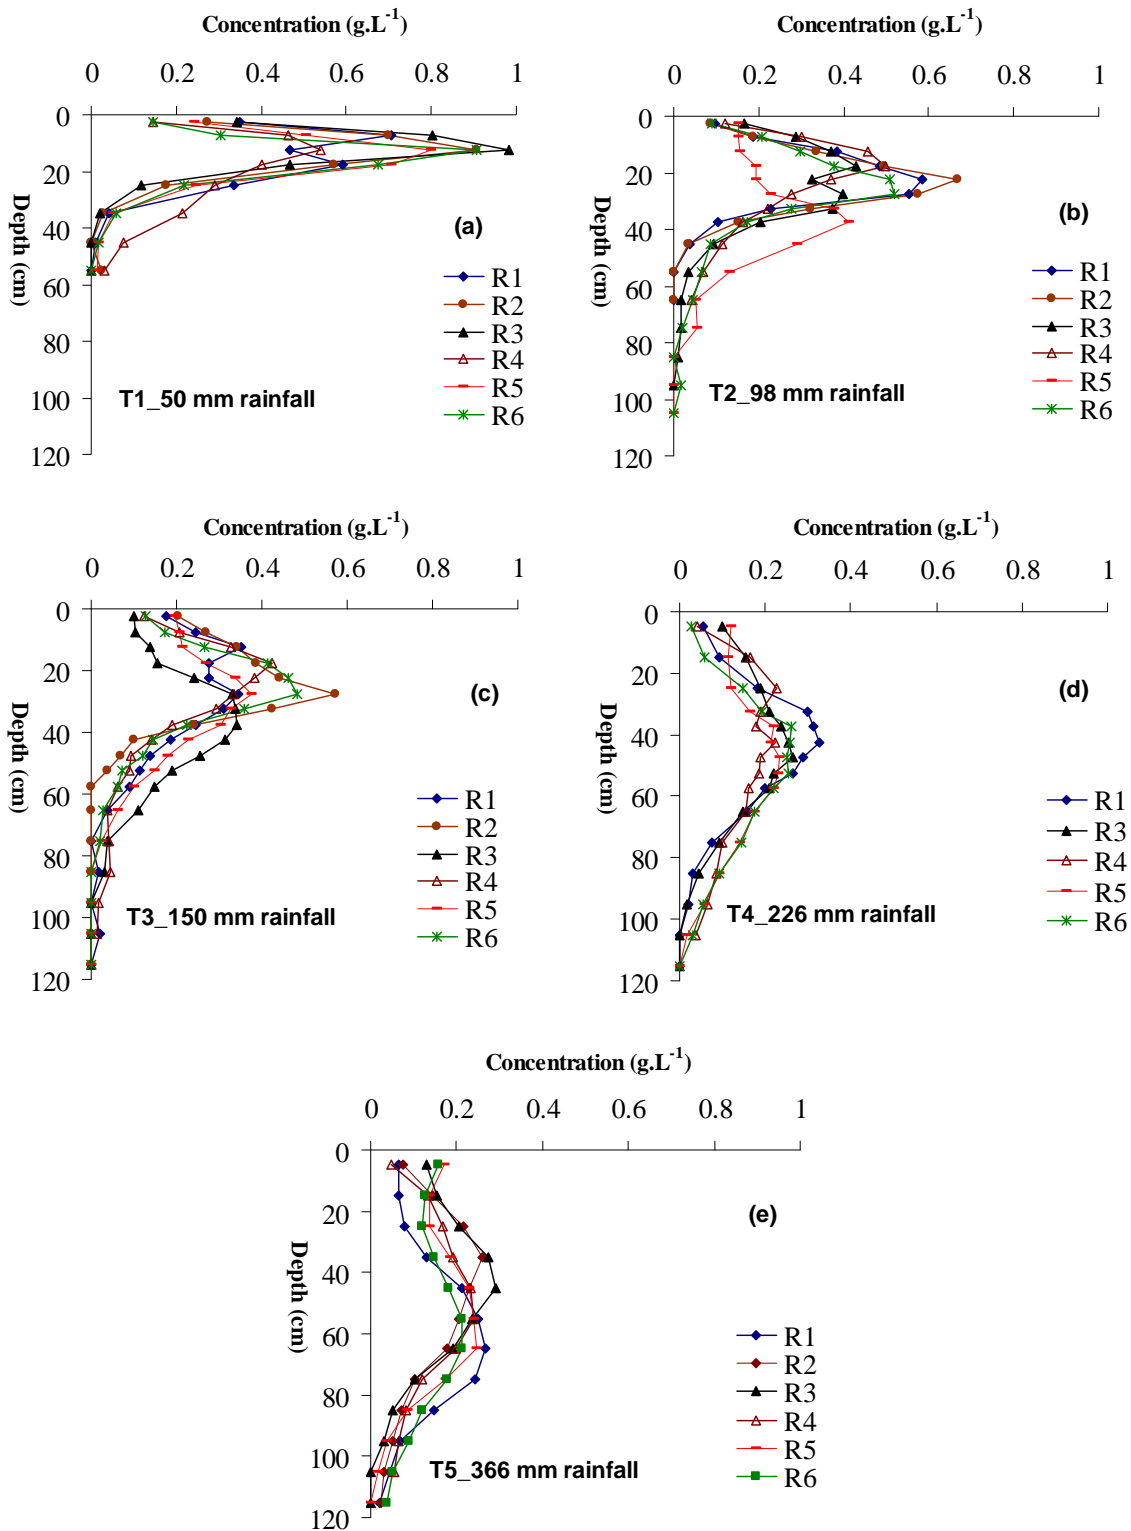 Concentration (g.L-1)
0 0.2 0.4 0.6 0.8 1
0
20
40
60
80
100
120
Depth (cm)
(a)
R1
R2
R3
R4
R5
R6
T1_50 mm rainfall
Concentration (g.L-1)
0 0.2 0.4 0.6 0.8 1
0
20
40
60
80
100
120
Depth (cm)
(b)
R1
R2
R3
R4
R5
R6
T2_98 mm rainfall
Concentration (g.L-1)
0 0.2 0.4 0.6 0.8 1
0
20
40
60
80
100
120
Depth (cm)
(c)
R1
R2
R3
R4
R5
R6
T3_150 mm rainfall
Concentration (g.L-1)
0 0.2 0.4 0.6 0.8 1
0
20
40
60
80
100
120
Depth (cm)
(d)
R1
R3
R4
R5
R6
T4_226 mm rainfall
Concentration (g.L-1)
0 0.2 0.4 0.6 0.8 1
0
20
40
60
80
100
120
Depth (cm)
(e)
R1
R2
R3
R4
R5
R6
T5_366 mm rainfall